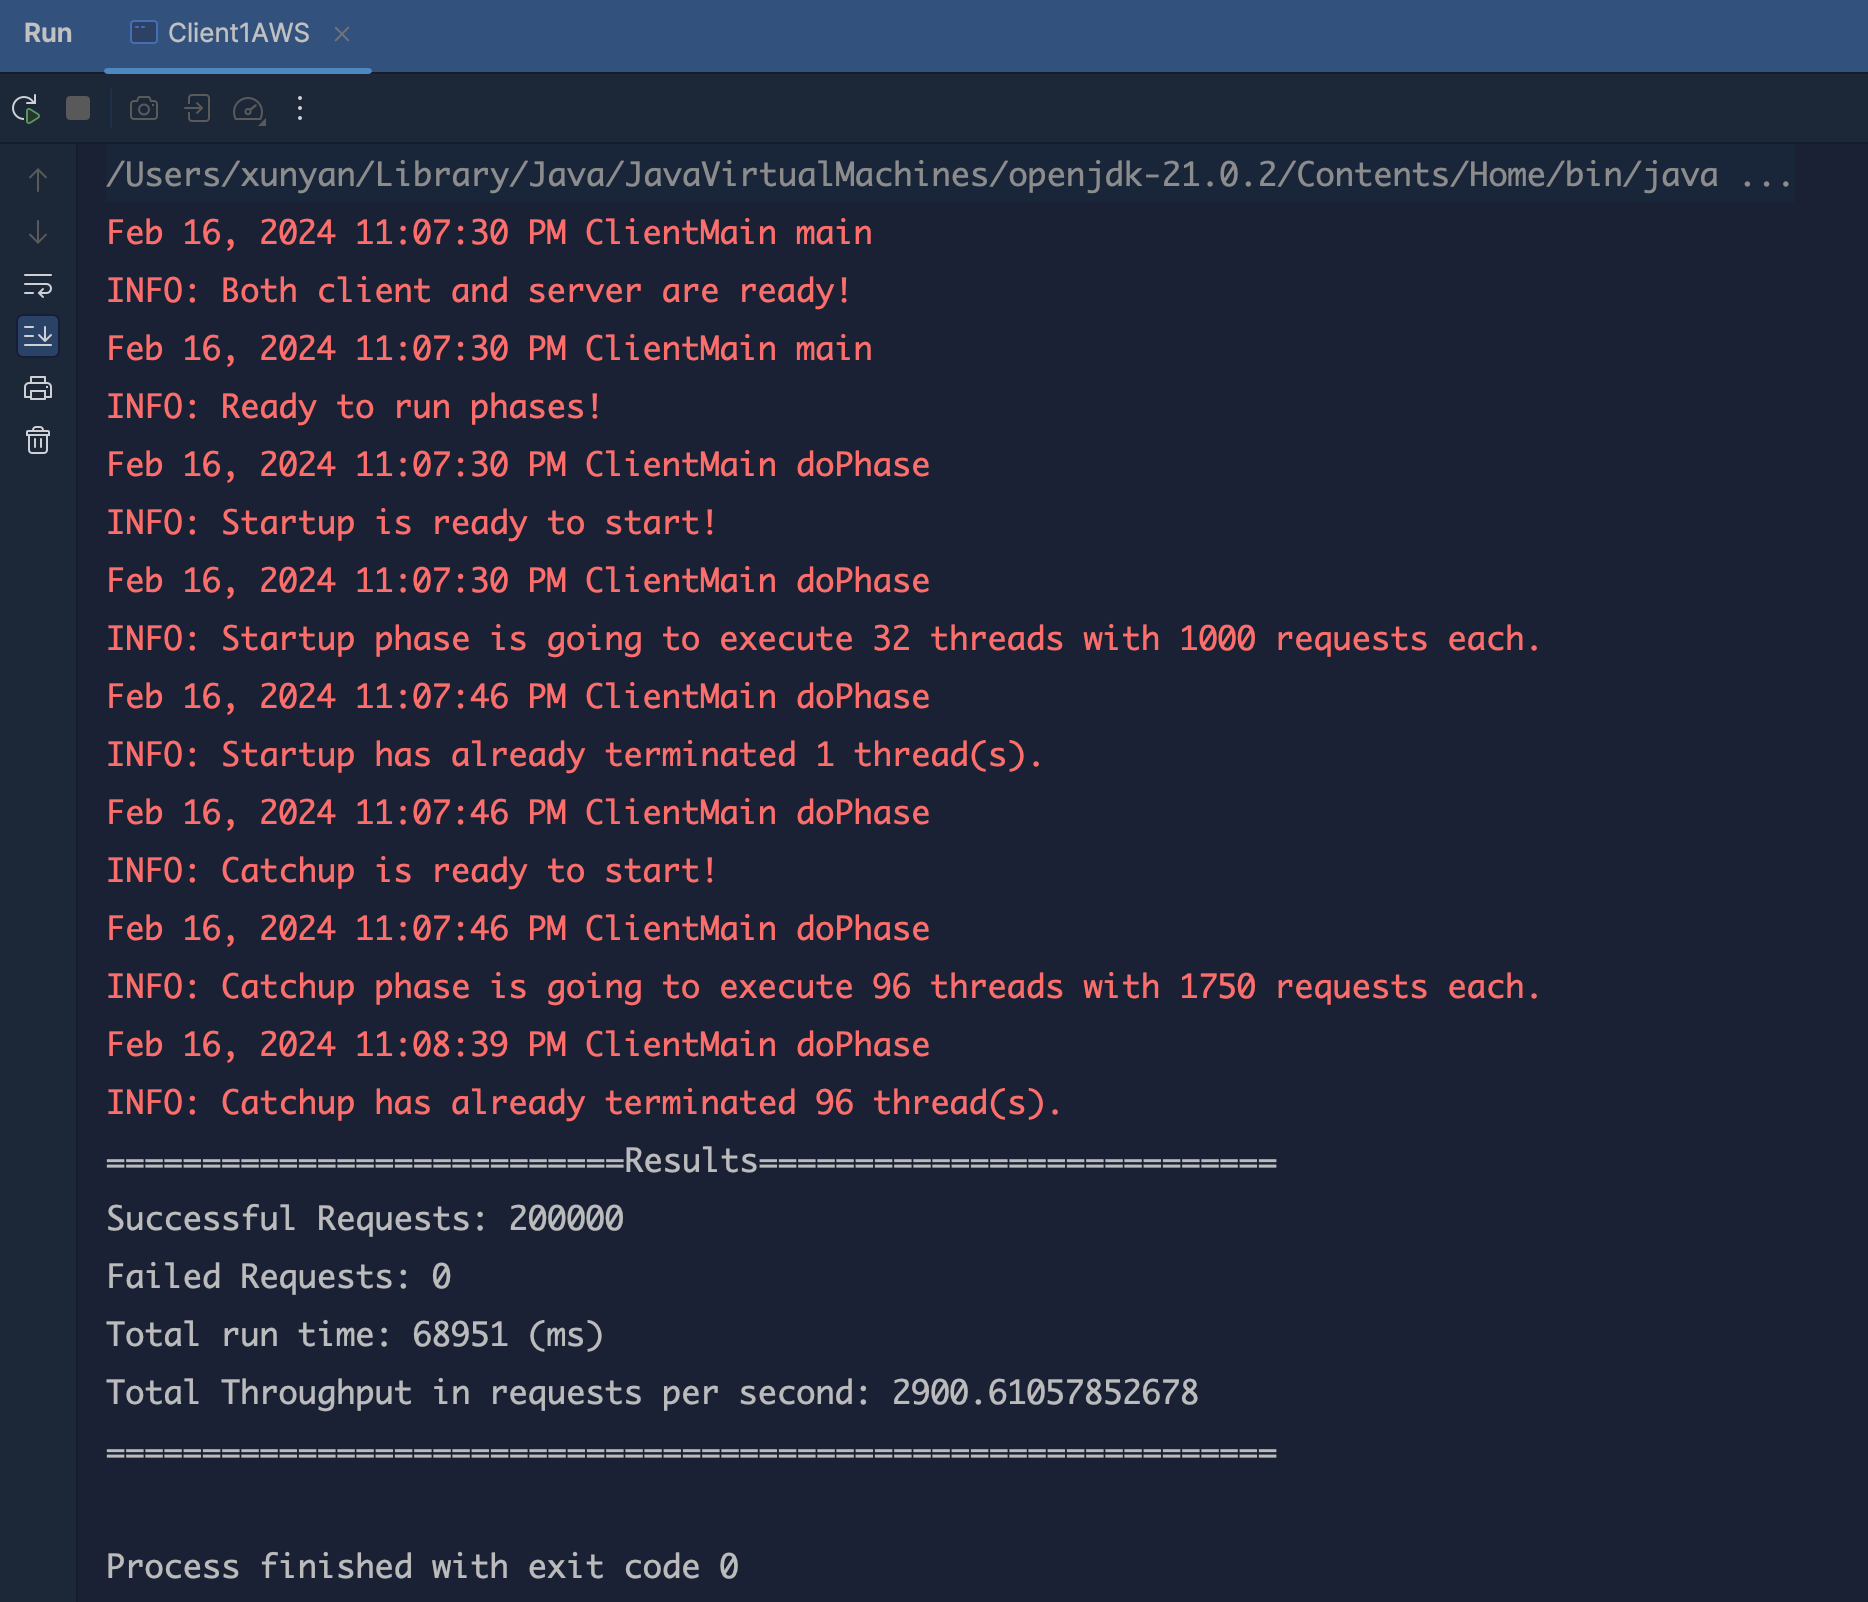 Run Client1AWS
/Users/xunyan/Library/Java/JavaVirtualMachines/openjdk-21.0.2/Contents/Home/bin/java ...
Feb 16, 2024 11:07:30 PM ClientMain main
INFO: Both client and server are ready!
Feb 16, 2024 11:07:30 PM ClientMain main
INFO: Ready to run phases!
Feb 16, 2024 11:07:30 PM ClientMain doPhase
INFO: Startup is ready to start!
Feb 16, 2024 11:07:30 PM ClientMain doPhase
INFO: Startup phase is going to execute 32 threads with 1000 requests each.
Feb 16, 2024 11:07:46 PM ClientMain doPhase
INFO: Startup has already terminated 1 thread(s).
Feb 16, 2024 11:07:46 PM ClientMain doPhase
INFO: Catchup is ready to start!
Feb 16, 2024 11:07:46 PM ClientMain doPhase
INFO: Catchup phase is going to execute 96 threads with 1750 requests each.
Feb 16, 2024 11:08:39 PM ClientMain doPhase
INFO: Catchup has already terminated 96 thread(s).
===========================Results===========================
Successful Requests: 200000
Failed Requests: 0
Total run time: 68951 (ms)
Total Throughput in requests per second: 2900.61057852678
=============================================================
Process finished with exit code 0